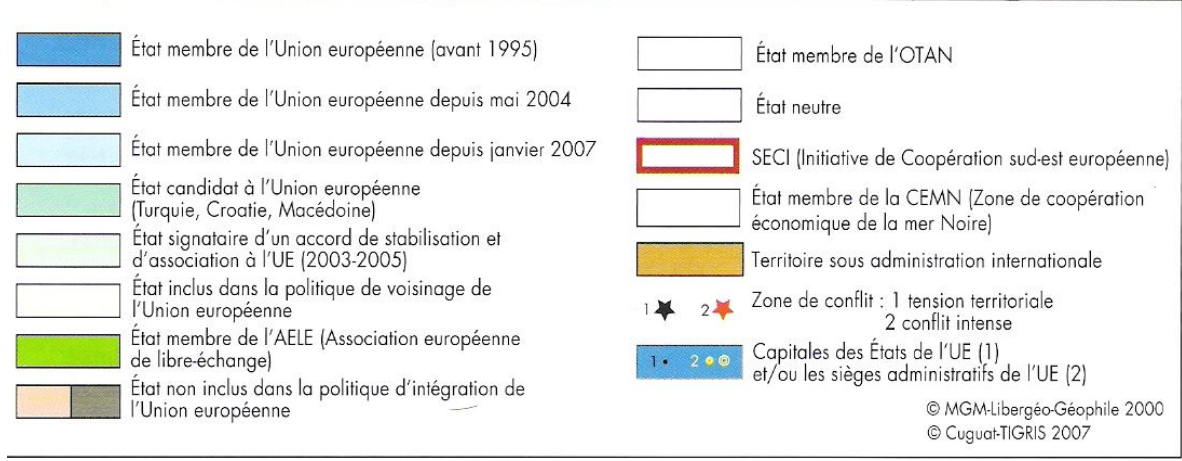 État membre de l'Union européenne (avant 1995)
État membre de l'Union européenne depuis mai 2004
État membre de l'Union européenne depuis janvier 2007
État candidat à l'Union européenne
(Turquie, Croatie, Macédoine)
État signataire d'un accord de stabilisation et
d'association à l'UE (2003-2005)
État inclus dans la politique de voisinage de
l'Union européenne
État membre de l'AELE (Association européenne
de libre-échange)
État non inclus dans la politique d'intégration de
l'Union européenne
État membre de l'OTAN
État neutre
SECI (Initiative de Coopération sud-est européenne)
État membre de la CEMN (Zone de coopération
économique de la mer Noire)
Territoire sous administration internationale
1 2 Zone de conflit : 1 tension territoriale
2 conflit intense
1 2 Capitales des États de l'UE (1)
et/ou les sièges administratifs de l'UE (2)
© MGM-Libergéo-Géophile 2000
© Cuguat-TIGRIS 2007